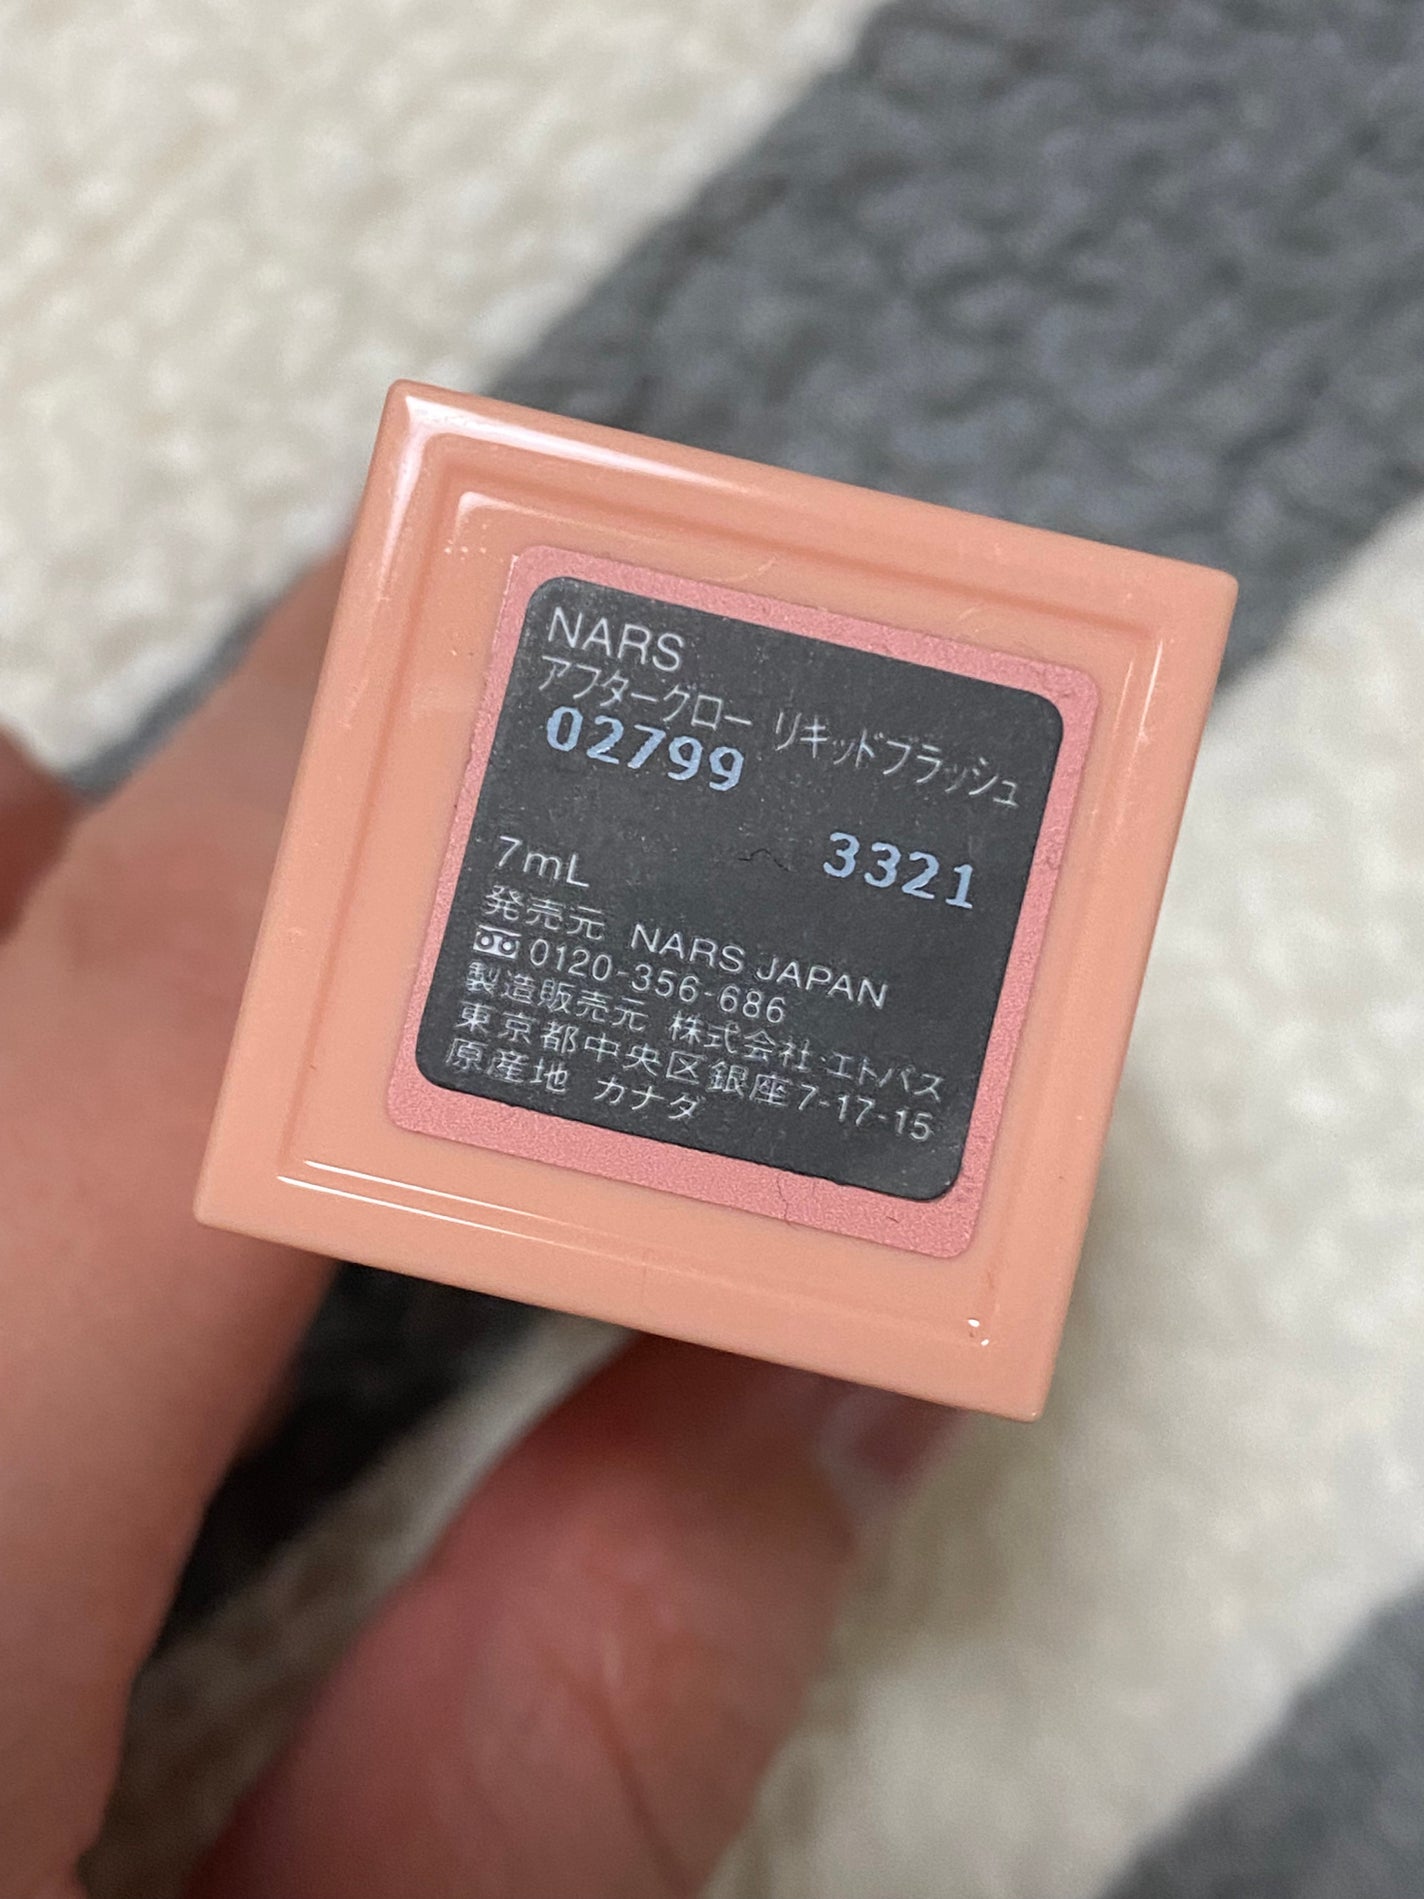 NARS
アフターグロー リキッドブラッシュ
02799
3321
7mL
発売元 NARS JAPAN
0120-356-686
製造販売元 株式会社エトバス
東京都中央区銀座7-17-15
原産地 カナダ